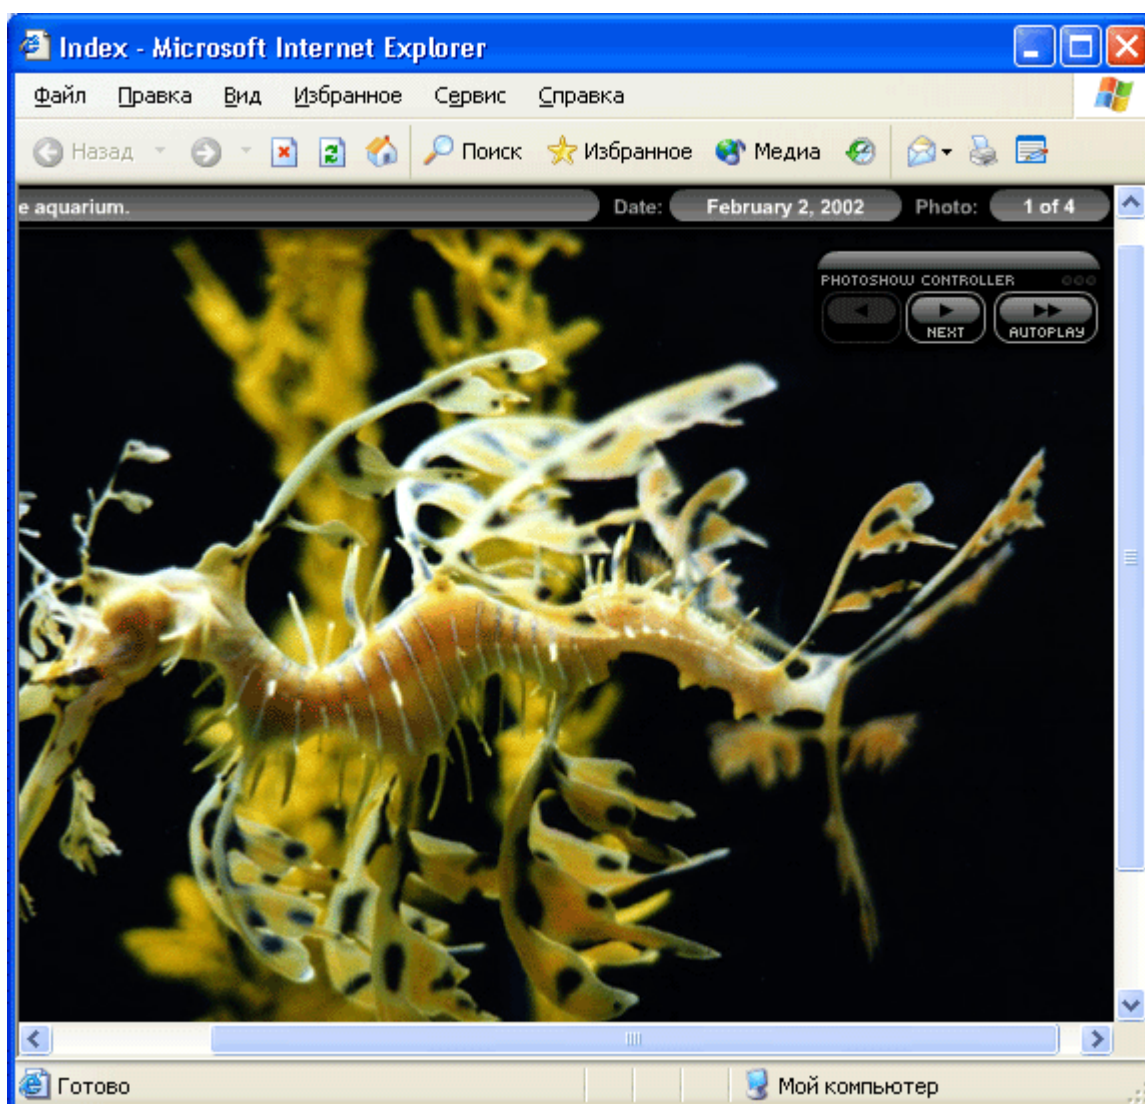 Index - Microsoft Internet Explorer
Файл Правка Вид Избранное Сервис Справка
Назад Поиск Избранное Медиа
e aquarium. Date: February 2, 2002 Photo: 1 of 4
PHOTOSHOW CONTROLLER
NEXT AUTOPLAY
Готово Мой компьютер